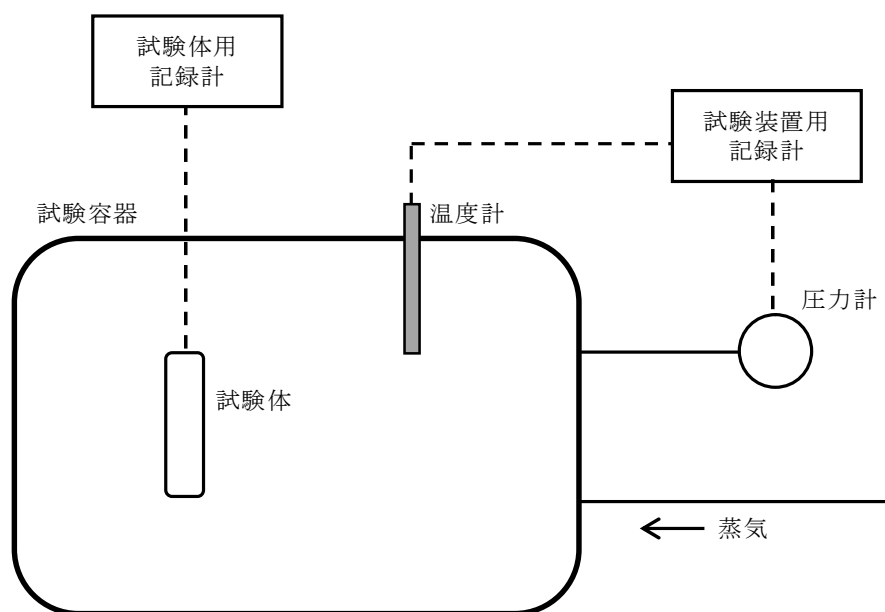 試験体用
記録計
試験装置用
記録計
試験容器
温度計
圧力計
試験体
蒸気